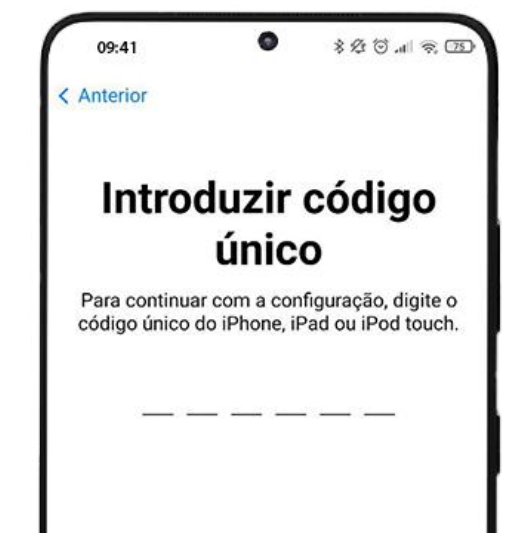 09:41
75
Anterior
Introduzir código
único
Para continuar com a configuração, digite o
código único do iPhone, iPad ou iPod touch.